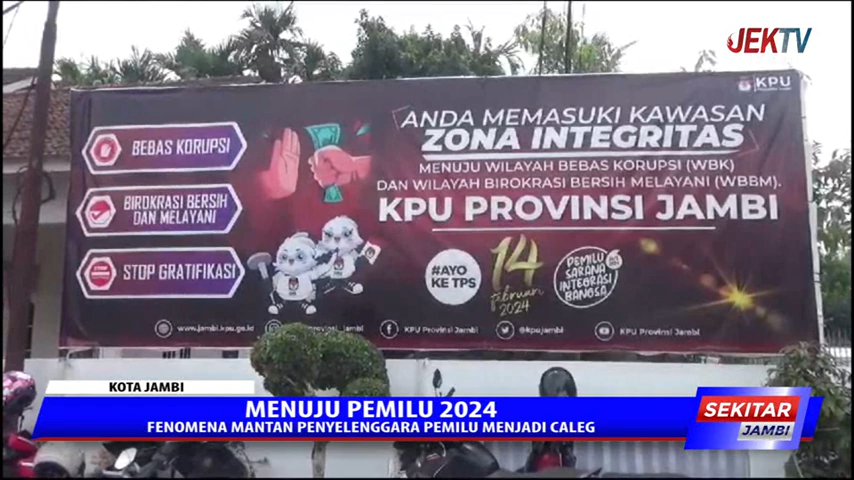 JEKTV
KPU
ANDA MEMASUKI KAWASAN
ZONA INTEGRITAS
MENUJU WILAYAH BEBAS KORUPSI (WBK)
DAN WILAYAH BIROKRASI BERSIH MELAYANI (WBBM).
KPU PROVINSI JAMBI
BEBAS KORUPSI
BIROKRASI BERSIH
DAN MELAYANI
STOP GRATIFIKASI
#AYO
KE TPS
14
februari
2024
PEMILU
SARANA
INTEGRASI
BANGSA
www.jambi.kpu.go.id
KPU Provinsi Jambi
@kpujambi
KPU Provinsi Jambi
KOTA JAMBI
MENUJU PEMILU 2024
FENOMENA MANTAN PENYELENGGARA PEMILU MENJADI CALEG
SEKITAR
JAMBI